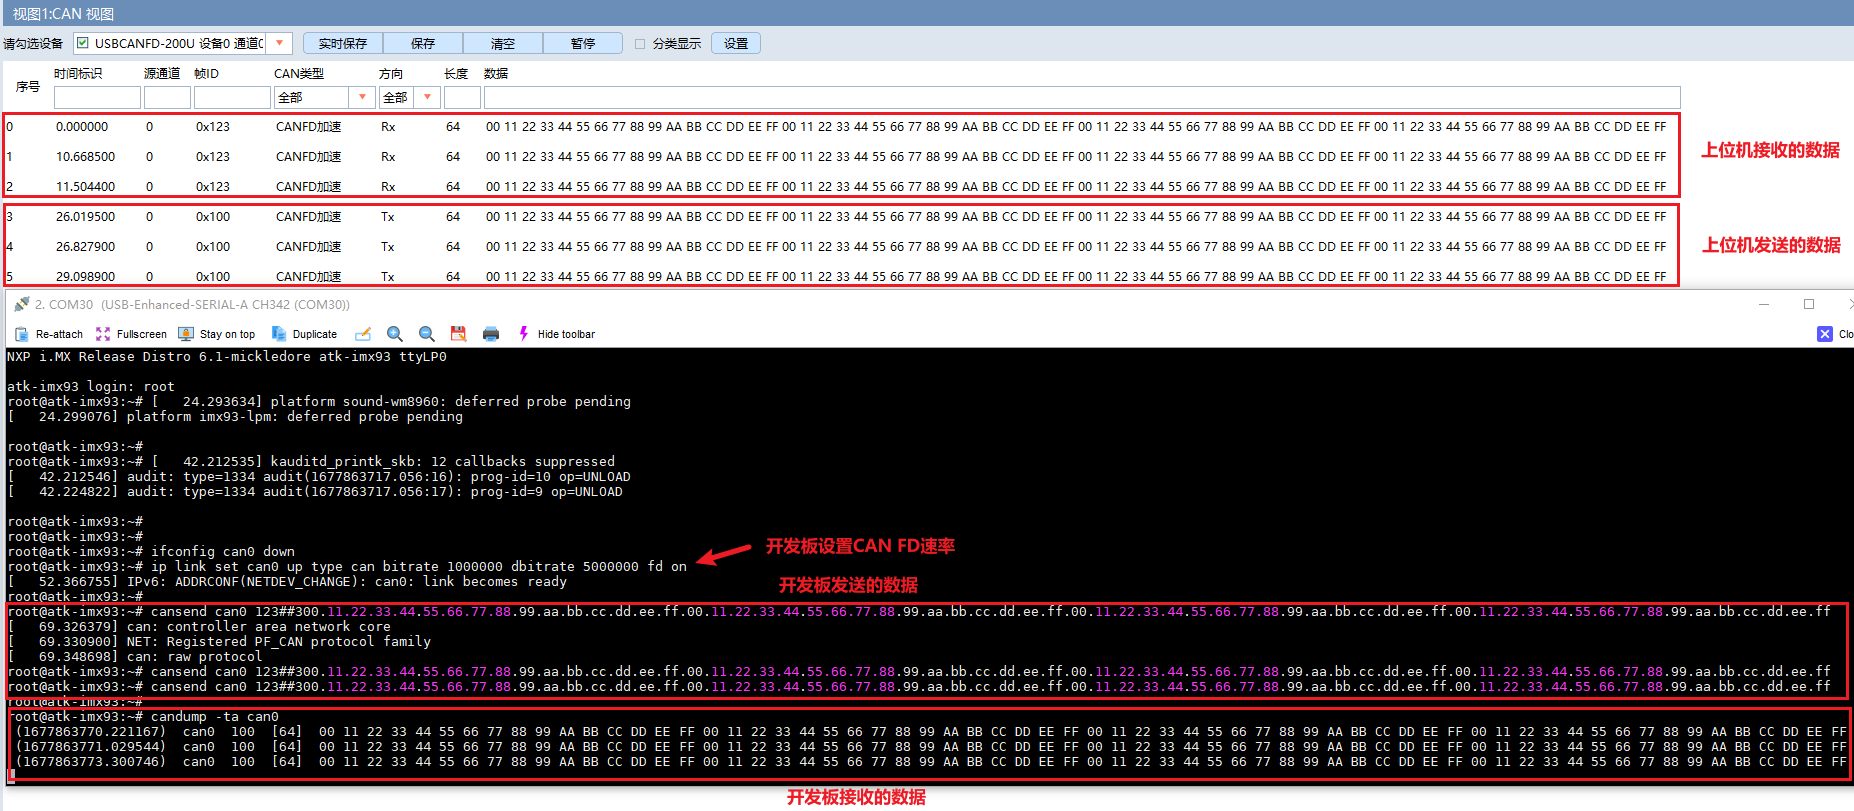 视图1:CAN 视图
请勾选设备 USBCANFD-200U 设备0 通道0 实时保存 保存 清空 暂停 分类显示 设置
序号 时间标识 源通道 帧ID CAN类型 方向 长度 数据
全部 全部
0 0.000000 0 0x123 CANFD加速 Rx 64 00 11 22 33 44 55 66 77 88 99 AA BB CC DD EE FF 00 11 22 33 44 55 66 77 88 99 AA BB CC DD EE FF 00 11 22 33 44 55 66 77 88 99 AA BB CC DD EE FF 00 11 22 33 44 55 66 77 88 99 AA BB CC DD EE FF
1 10.668500 0 0x123 CANFD加速 Rx 64 00 11 22 33 44 55 66 77 88 99 AA BB CC DD EE FF 00 11 22 33 44 55 66 77 88 99 AA BB CC DD EE FF 00 11 22 33 44 55 66 77 88 99 AA BB CC DD EE FF 00 11 22 33 44 55 66 77 88 99 AA BB CC DD EE FF
上位机接收的数据
2 11.504400 0 0x123 CANFD加速 Rx 64 00 11 22 33 44 55 66 77 88 99 AA BB CC DD EE FF 00 11 22 33 44 55 66 77 88 99 AA BB CC DD EE FF 00 11 22 33 44 55 66 77 88 99 AA BB CC DD EE FF 00 11 22 33 44 55 66 77 88 99 AA BB CC DD EE FF
3 26.019500 0 0x100 CANFD加速 Tx 64 00 11 22 33 44 55 66 77 88 99 AA BB CC DD EE FF 00 11 22 33 44 55 66 77 88 99 AA BB CC DD EE FF 00 11 22 33 44 55 66 77 88 99 AA BB CC DD EE FF 00 11 22 33 44 55 66 77 88 99 AA BB CC DD EE FF
4 26.827900 0 0x100 CANFD加速 Tx 64 00 11 22 33 44 55 66 77 88 99 AA BB CC DD EE FF 00 11 22 33 44 55 66 77 88 99 AA BB CC DD EE FF 00 11 22 33 44 55 66 77 88 99 AA BB CC DD EE FF 00 11 22 33 44 55 66 77 88 99 AA BB CC DD EE FF
上位机发送的数据
5 29.098900 0 0x100 CANFD加速 Tx 64 00 11 22 33 44 55 66 77 88 99 AA BB CC DD EE FF 00 11 22 33 44 55 66 77 88 99 AA BB CC DD EE FF 00 11 22 33 44 55 66 77 88 99 AA BB CC DD EE FF 00 11 22 33 44 55 66 77 88 99 AA BB CC DD EE FF
2. COM30 (USB-Enhanced-SERIAL-A CH342 (COM30))
Re-attach Fullscreen Stay on top Duplicate Hide toolbar Clo
NXP i.MX Release Distro 6.1-mickledore atk-imx93 ttyLP0
atk-imx93 login: root
root@atk-imx93:~# [   24.293634] platform sound-wm8960: deferred probe pending
[   24.299076] platform imx93-lpm: deferred probe pending
root@atk-imx93:~#
root@atk-imx93:~# [   42.212535] kauditd_printk_skb: 12 callbacks suppressed
[   42.212546] audit: type=1334 audit(1677863717.056:16): prog-id=10 op=UNLOAD
[   42.224822] audit: type=1334 audit(1677863717.056:17): prog-id=9 op=UNLOAD
root@atk-imx93:~#
root@atk-imx93:~#
root@atk-imx93:~# ifconfig can0 down
开发板设置CAN FD速率
root@atk-imx93:~# ip link set can0 up type can bitrate 1000000 dbitrate 5000000 fd on
[   52.366755] IPv6: ADDRCONF(NETDEV_CHANGE): can0: link becomes ready
开发板发送的数据
root@atk-imx93:~#
root@atk-imx93:~# cansend can0 123##300.11.22.33.44.55.66.77.88.99.aa.bb.cc.dd.ee.ff.00.11.22.33.44.55.66.77.88.99.aa.bb.cc.dd.ee.ff.00.11.22.33.44.55.66.77.88.99.aa.bb.cc.dd.ee.ff.00.11.22.33.44.55.66.77.88.99.aa.bb.cc.dd.ee.ff
[   69.326379] can: controller area network core
[   69.330900] NET: Registered PF_CAN protocol family
[   69.348698] can: raw protocol
root@atk-imx93:~# cansend can0 123##300.11.22.33.44.55.66.77.88.99.aa.bb.cc.dd.ee.ff.00.11.22.33.44.55.66.77.88.99.aa.bb.cc.dd.ee.ff.00.11.22.33.44.55.66.77.88.99.aa.bb.cc.dd.ee.ff.00.11.22.33.44.55.66.77.88.99.aa.bb.cc.dd.ee.ff
root@atk-imx93:~# cansend can0 123##300.11.22.33.44.55.66.77.88.99.aa.bb.cc.dd.ee.ff.00.11.22.33.44.55.66.77.88.99.aa.bb.cc.dd.ee.ff.00.11.22.33.44.55.66.77.88.99.aa.bb.cc.dd.ee.ff.00.11.22.33.44.55.66.77.88.99.aa.bb.cc.dd.ee.ff
root@atk-imx93:~#
root@atk-imx93:~# candump -ta can0
(1677863770.221167)  can0  100  [64]  00 11 22 33 44 55 66 77 88 99 AA BB CC DD EE FF 00 11 22 33 44 55 66 77 88 99 AA BB CC DD EE FF 00 11 22 33 44 55 66 77 88 99 AA BB CC DD EE FF 00 11 22 33 44 55 66 77 88 99 AA BB CC DD EE FF
(1677863771.029544)  can0  100  [64]  00 11 22 33 44 55 66 77 88 99 AA BB CC DD EE FF 00 11 22 33 44 55 66 77 88 99 AA BB CC DD EE FF 00 11 22 33 44 55 66 77 88 99 AA BB CC DD EE FF 00 11 22 33 44 55 66 77 88 99 AA BB CC DD EE FF
(1677863773.300746)  can0  100  [64]  00 11 22 33 44 55 66 77 88 99 AA BB CC DD EE FF 00 11 22 33 44 55 66 77 88 99 AA BB CC DD EE FF 00 11 22 33 44 55 66 77 88 99 AA BB CC DD EE FF 00 11 22 33 44 55 66 77 88 99 AA BB CC DD EE FF
开发板接收的数据